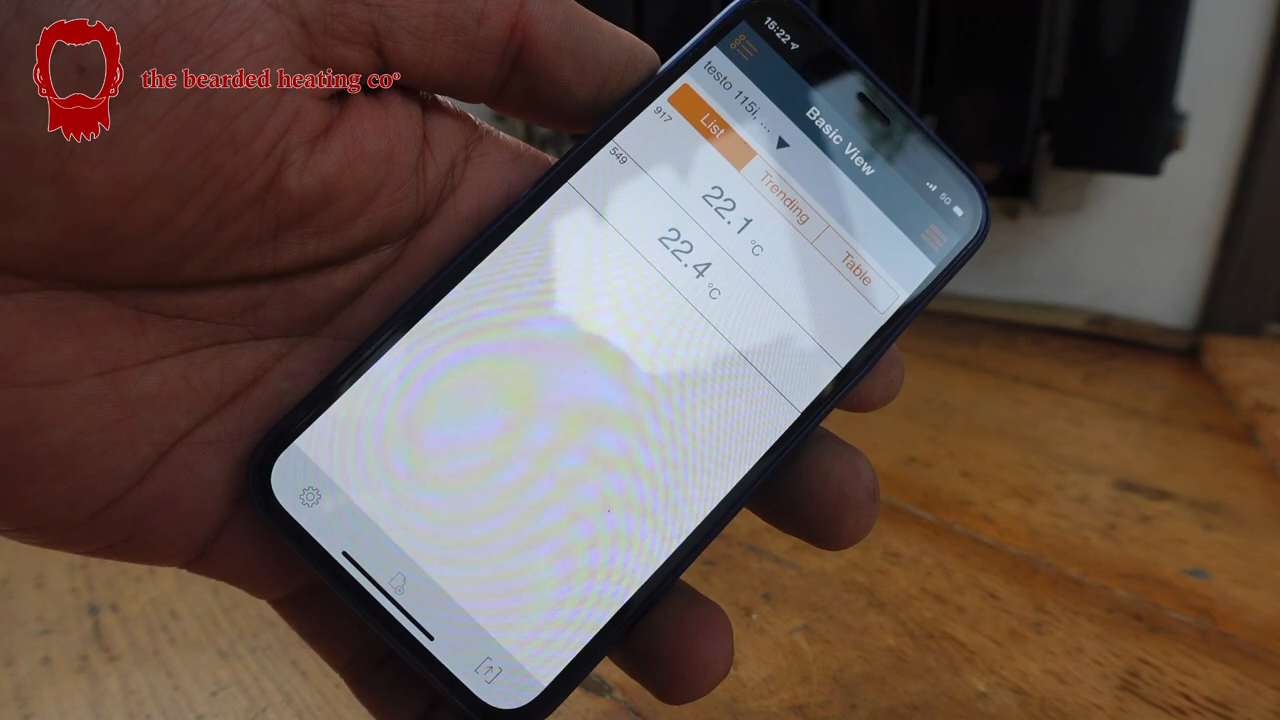 the bearded heating co°
15:22
5G
Basic View
testo 115i, ...
List
Trending
Table
917
22.1 °C
549
22.4 °C